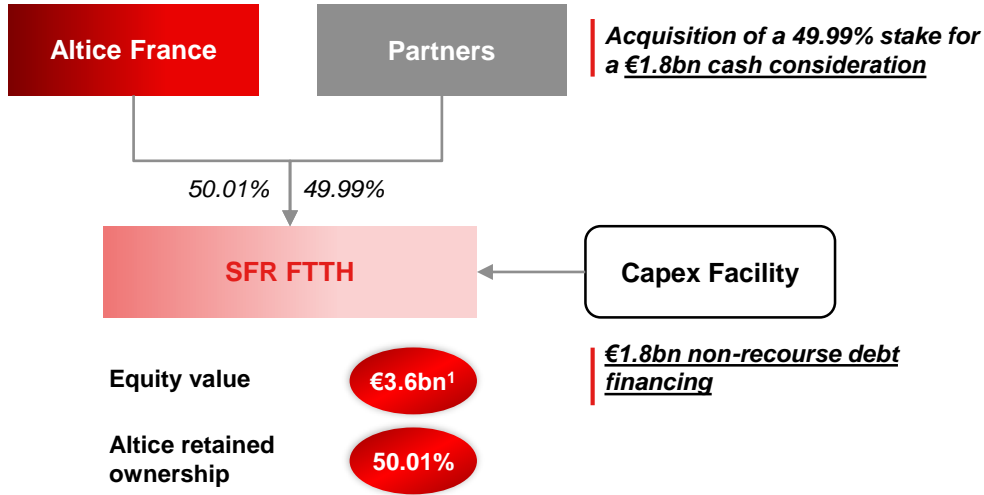 Altice France
Partners
Acquisition of a 49.99% stake for
a €1.8bn cash consideration
50.01%
49.99%
SFR FTTH
Capex Facility
€1.8bn non-recourse debt
financing
Equity value
€3.6bn¹
Altice retained
ownership
50.01%